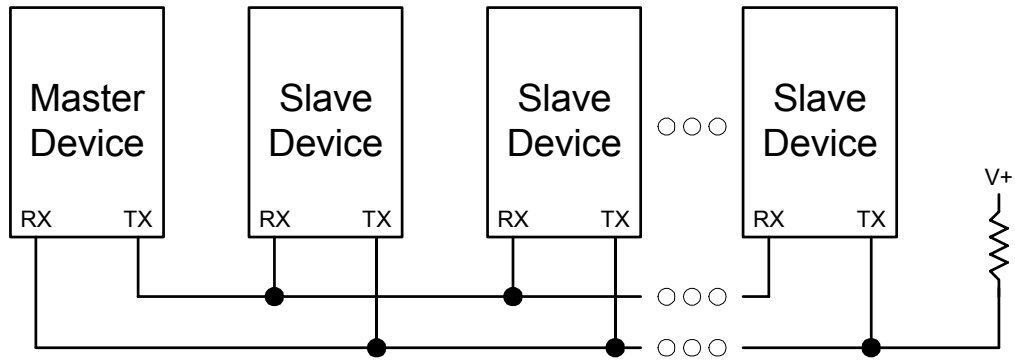 Master
Device
Slave
Device
Slave
Device
Slave
Device
V+
RX TX
RX TX
RX TX
RX TX